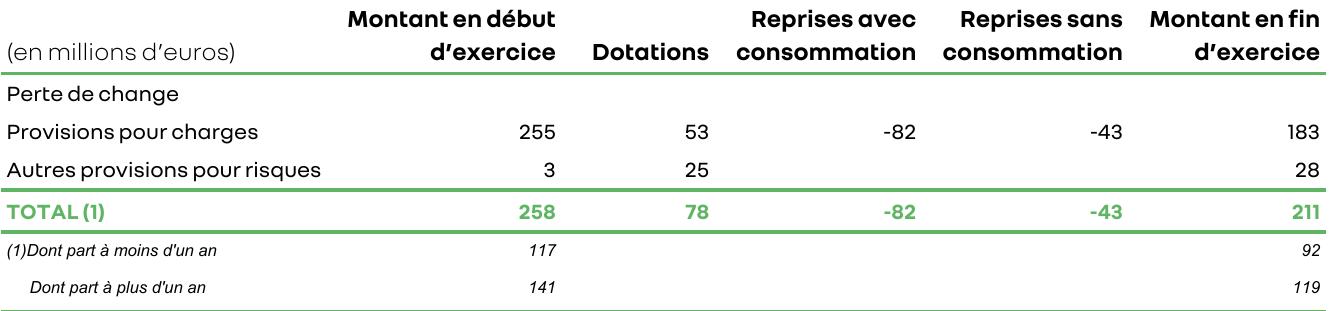 (en millions d'euros) Montant en début d'exercice Dotations Reprises avec consommation Reprises sans consommation Montant en fin d'exercice
Perte de change
Provisions pour charges 255 53 -82 -43 183
Autres provisions pour risques 3 25 28
TOTAL (1) 258 78 -82 -43 211
(1)Dont part à moins d'un an 117 92
Dont part à plus d'un an 141 119